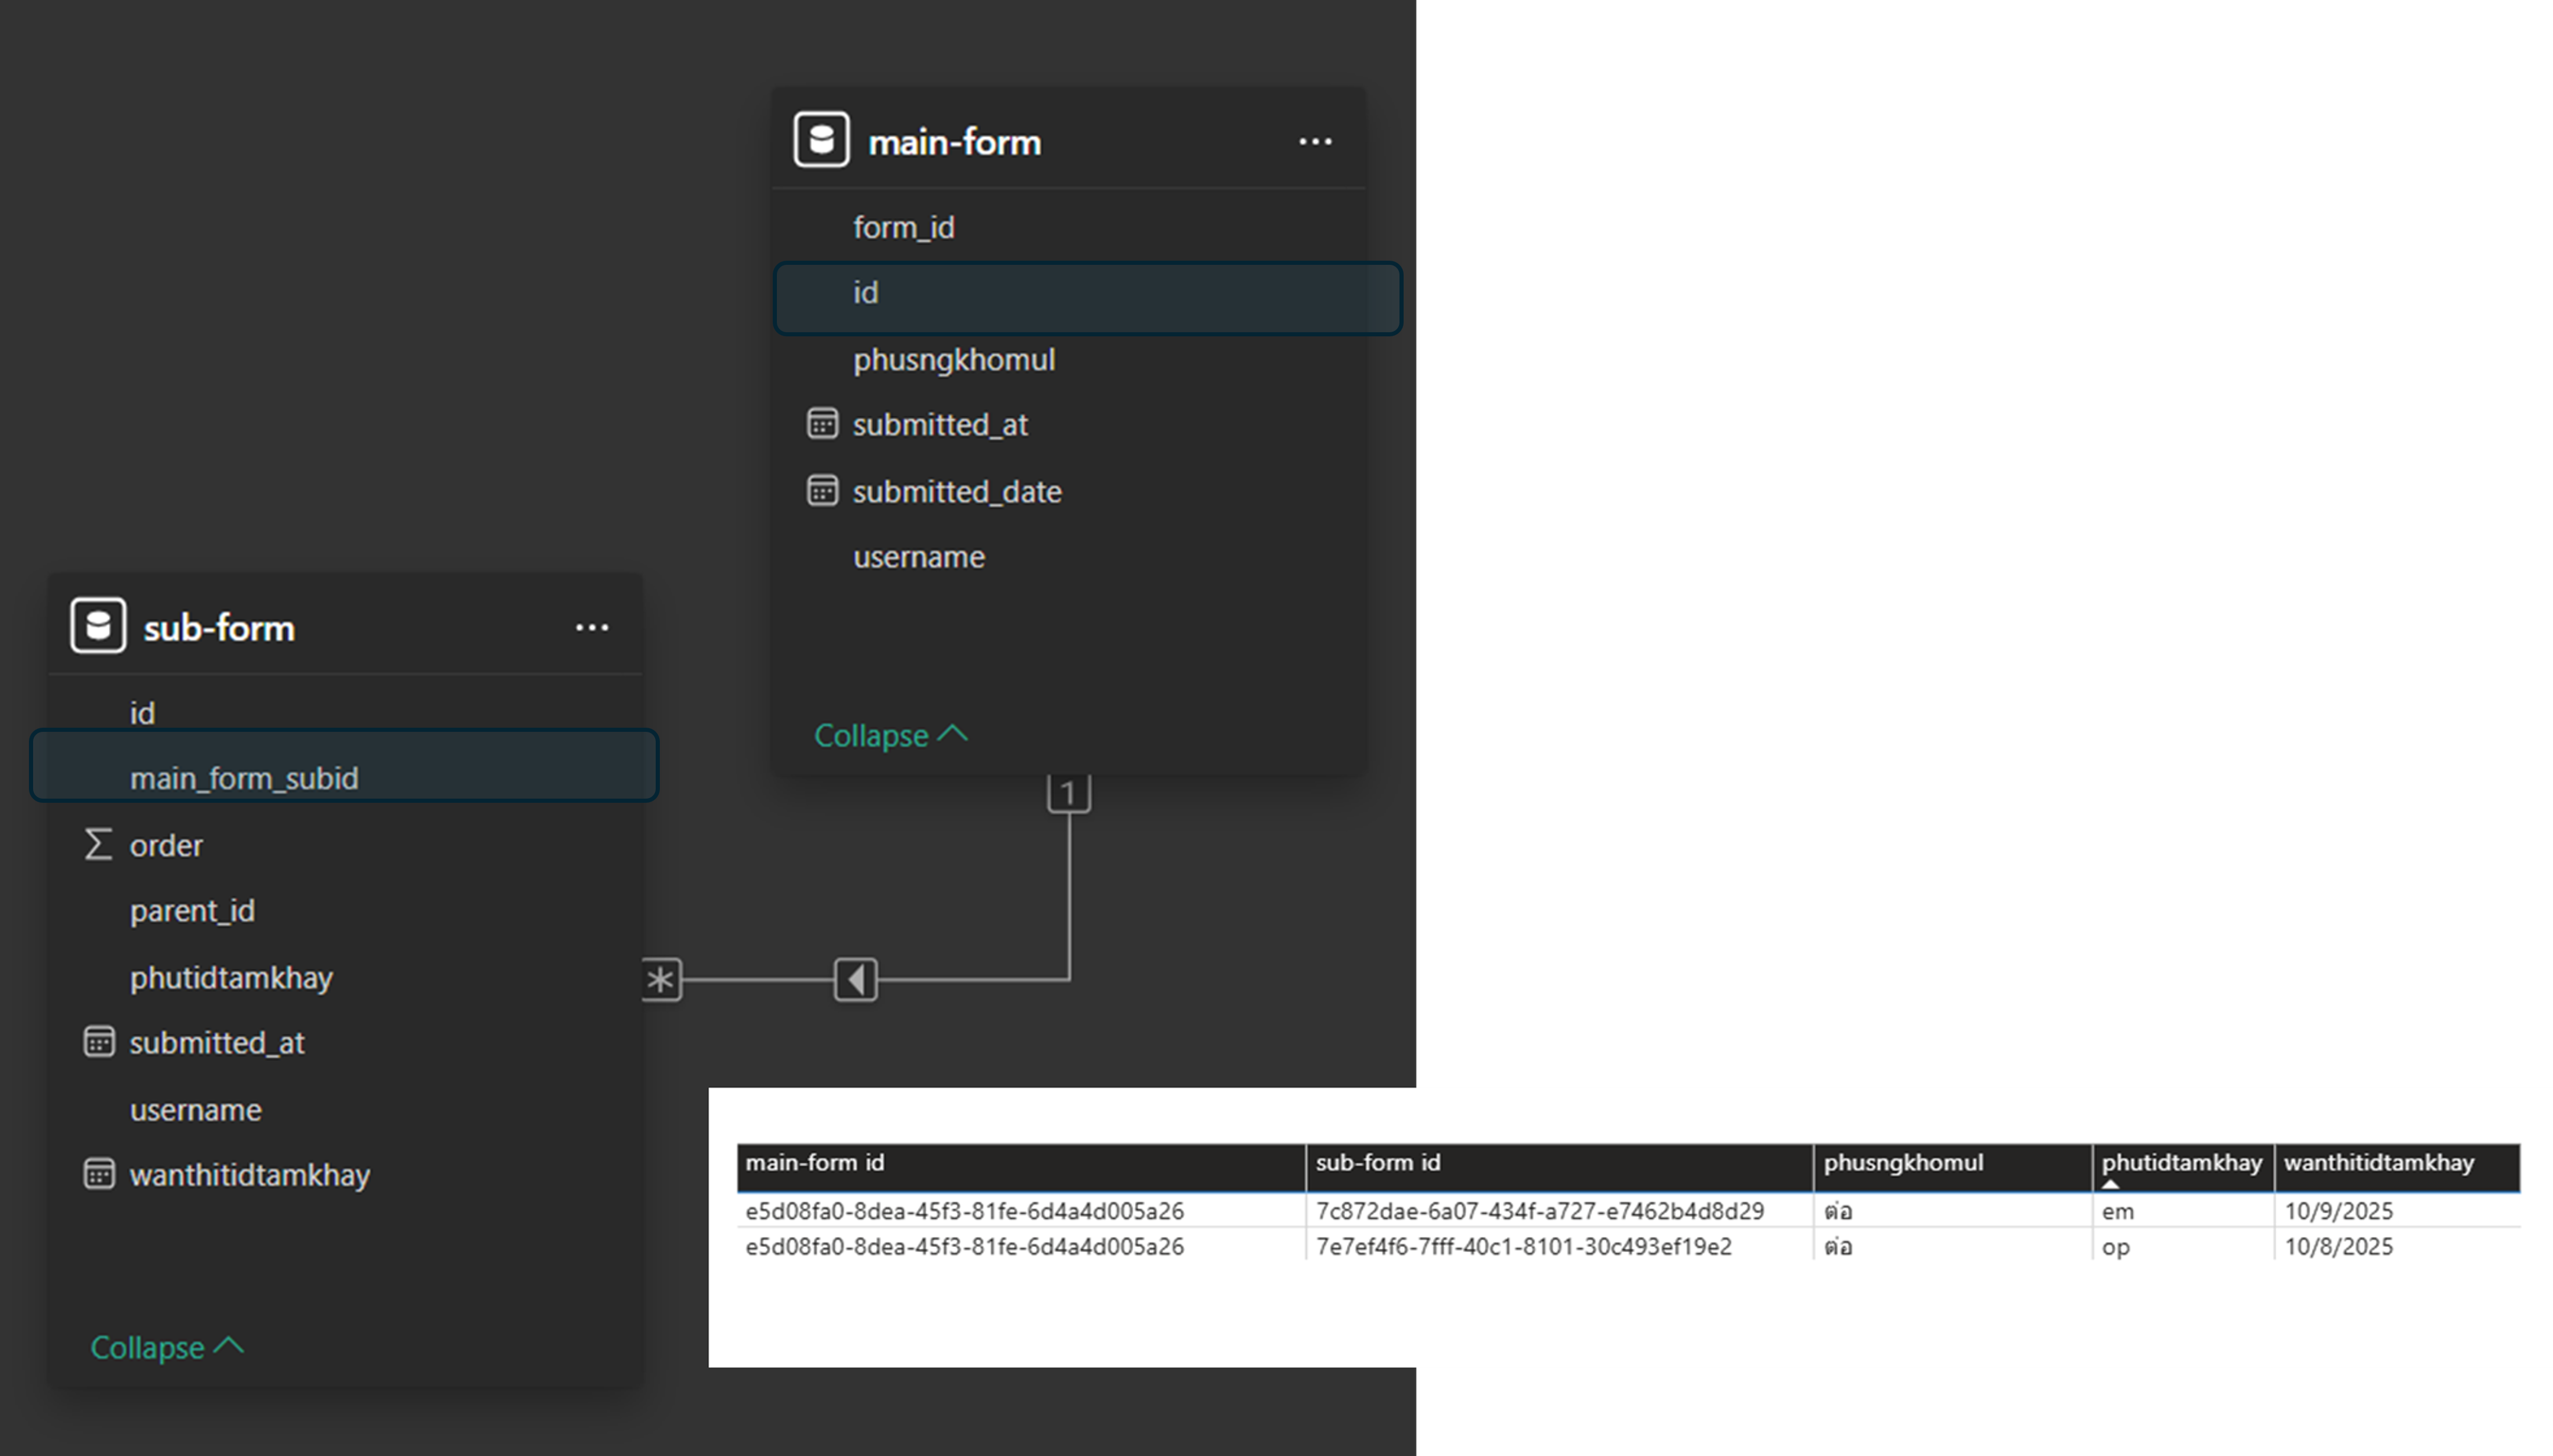 main-form
form_id
id
phusngkhomul
submitted_at
submitted_date
username
Collapse
1
sub-form
id
main_form_subid
order
parent_id
phutidtamkhay
submitted_at
username
wanthitidtamkhay
Collapse
*
main-form id sub-form id phusngkhomul phutidtamkhay wanthitidtamkhay
e5d08fa0-8dea-45f3-81fe-6d4a4d005a26 7c872dae-6a07-434f-a727-e7462b4d8d29 ต่อ em 10/9/2025
e5d08fa0-8dea-45f3-81fe-6d4a4d005a26 7e7ef4f6-7fff-40c1-8101-30c493ef19e2 ต่อ op 10/8/2025